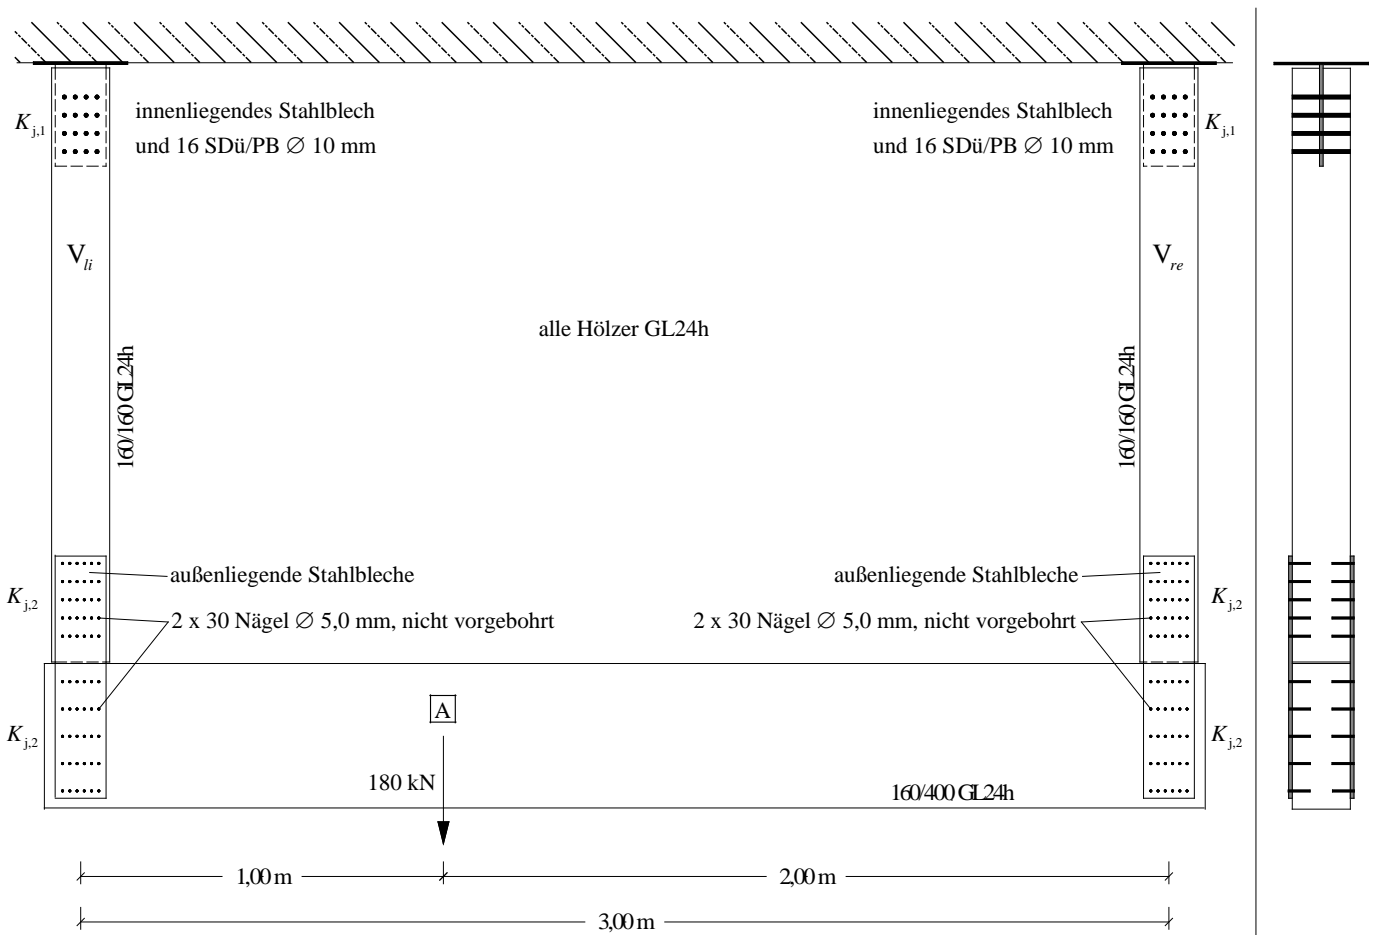 innenliegendes Stahlblech
und 16 SDü/PB ∅ 10 mm
K j,1
innenliegendes Stahlblech
und 16 SDü/PB ∅ 10 mm
K j,1
V li
V re
alle Hölzer GL24h
160/160 GL24h
160/160 GL24h
außenliegende Stahlbleche
außenliegende Stahlbleche
K j,2
2 x 30 Nägel ∅ 5,0 mm, nicht vorgebohrt
2 x 30 Nägel ∅ 5,0 mm, nicht vorgebohrt
K j,2
A
K j,2
K j,2
180 kN
160/400, GL24h
1,00 m
2,00 m
3,00 m